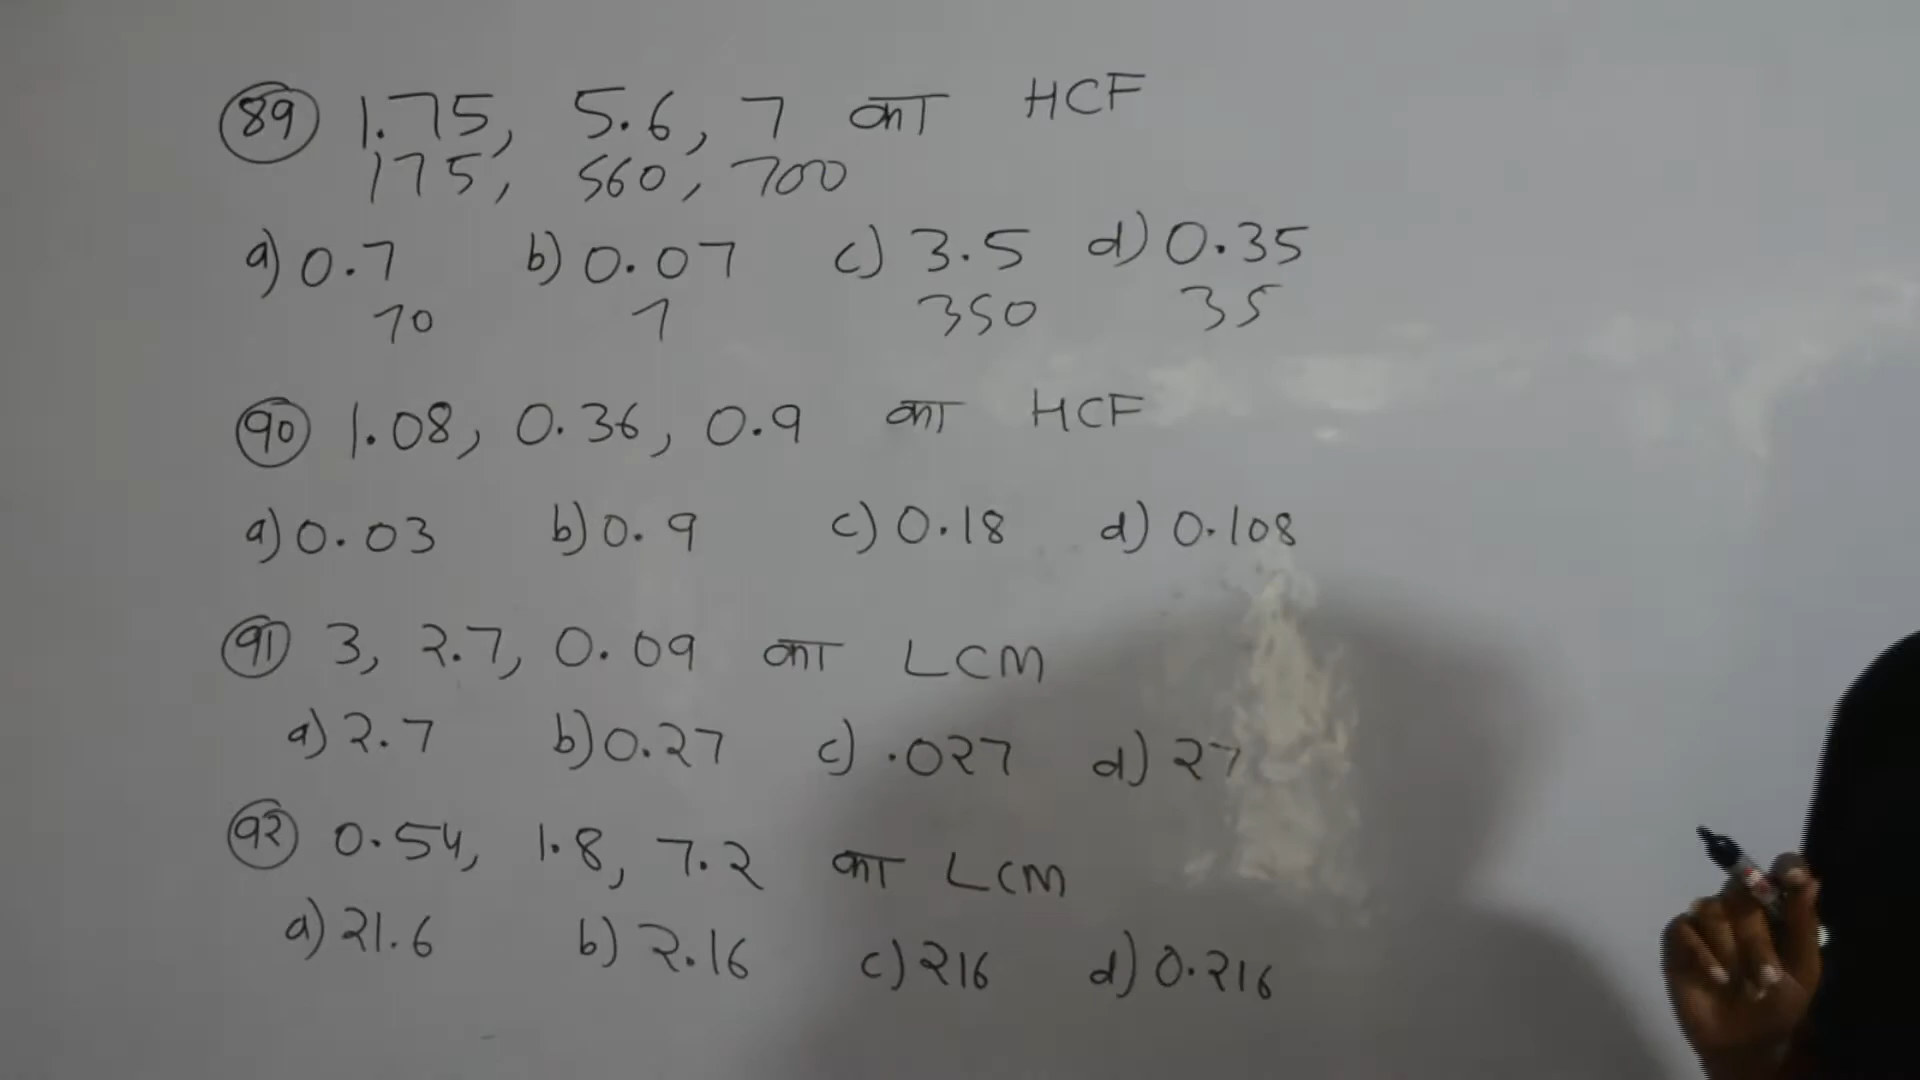 89 1.75, 5.6, 7 का HCF
175, 560, 700
a) 0.7 b) 0.07 c) 3.5 d) 0.35
70 7 350 35
90 1.08, 0.36, 0.9 का HCF
a) 0.03 b) 0.9 c) 0.18 d) 0.108
91 3, 2.7, 0.09 का LCM
a) 2.7 b) 0.27 c) .027 d) 27
92 0.54, 1.8, 7.2 का LCM
a) 21.6 b) 2.16 c) 216 d) 0.216